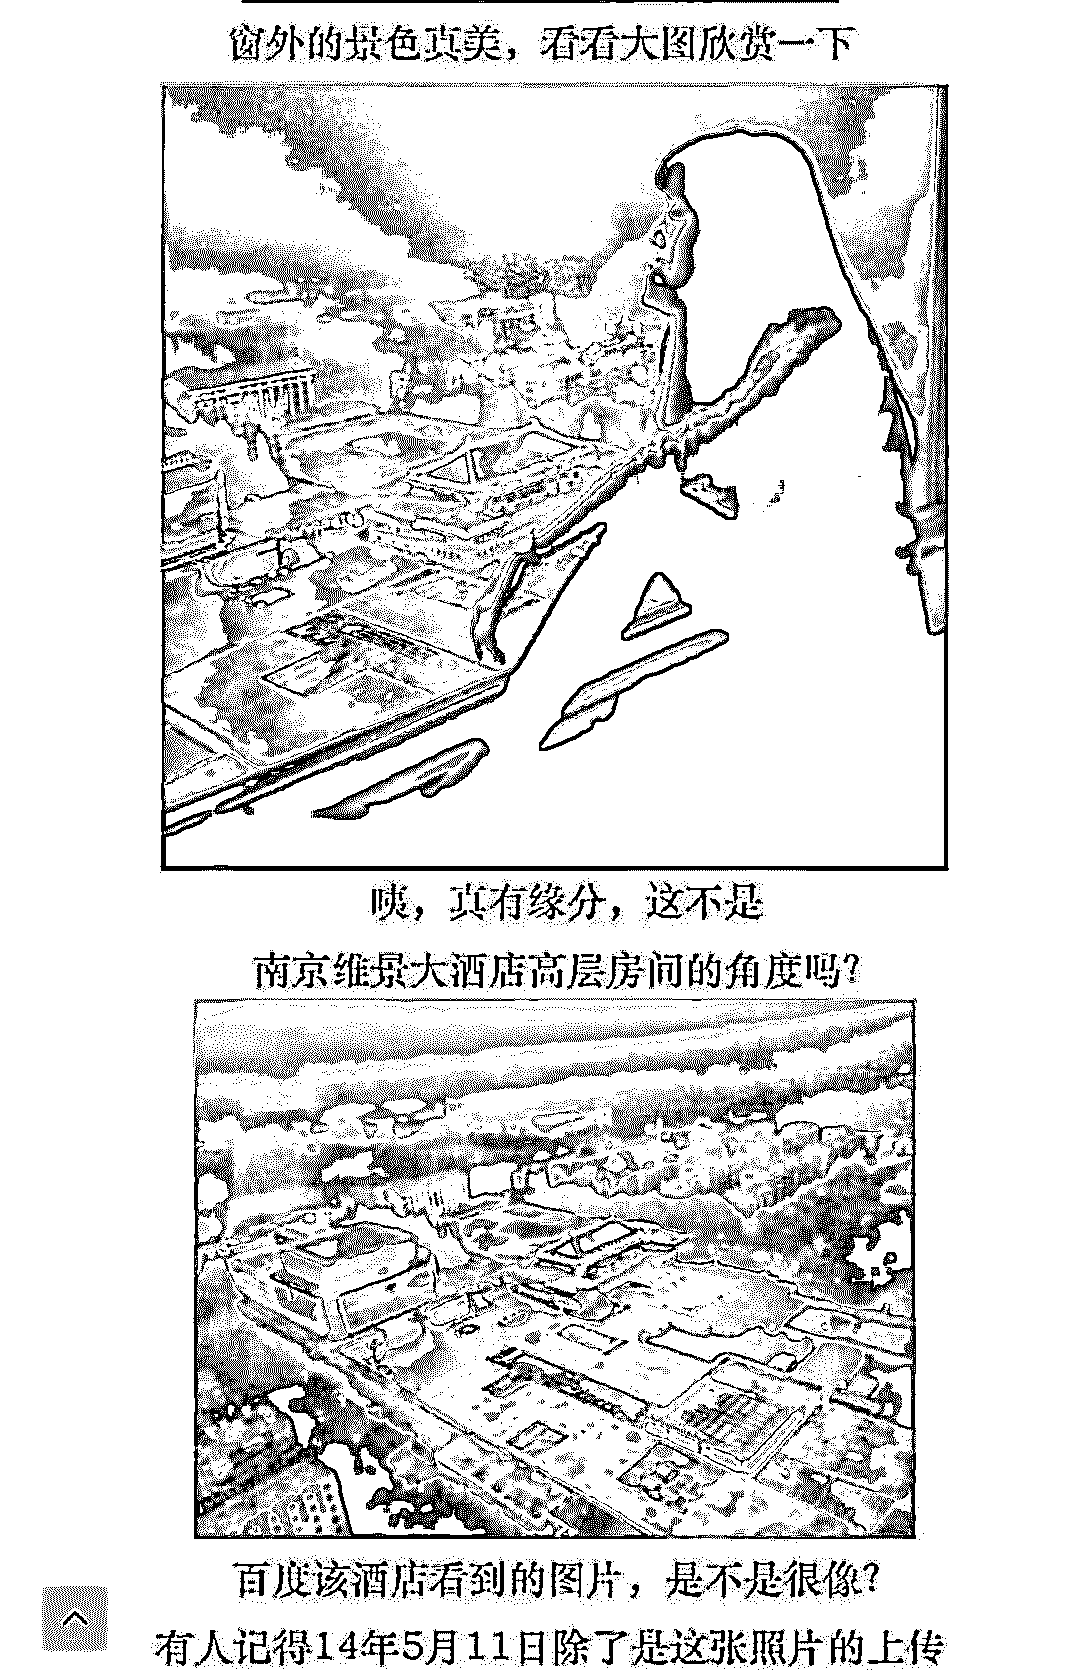 窗外的景色真美，看看大图欣赏一下
咦，真有缘分，这不是
南京维景大酒店高层房间的角度吗？
百度该酒店看到的图片，是不是很像？
有人记得14年5月11日除了是这张照片的上传